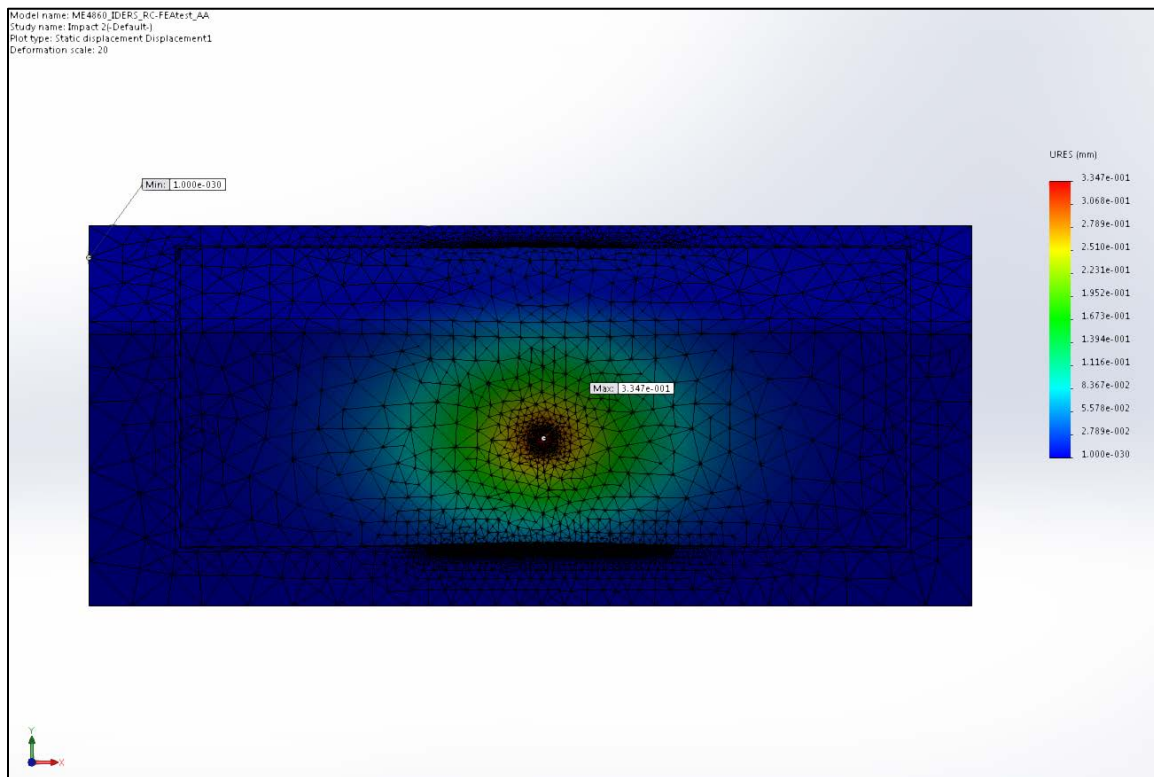 Model name: ME4860_IDERS_RC-FEAtest_AA
Study name: Impact 2(-Default-)
Plot type: Static displacement Displacement1
Deformation scale: 20
URES (mm)
Min: 1.000e-030
3.347e-001
3.068e-001
2.789e-001
2.510e-001
2.231e-001
1.952e-001
1.673e-001
1.394e-001
1.116e-001
8.367e-002
5.578e-002
2.789e-002
1.000e-030
Max: 3.347e-001
Y
X